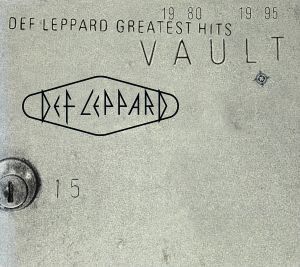 19 80 - 19 95
DEF LEPPARD GREATEST HITS
VAULT
DEF LEPPARD
15